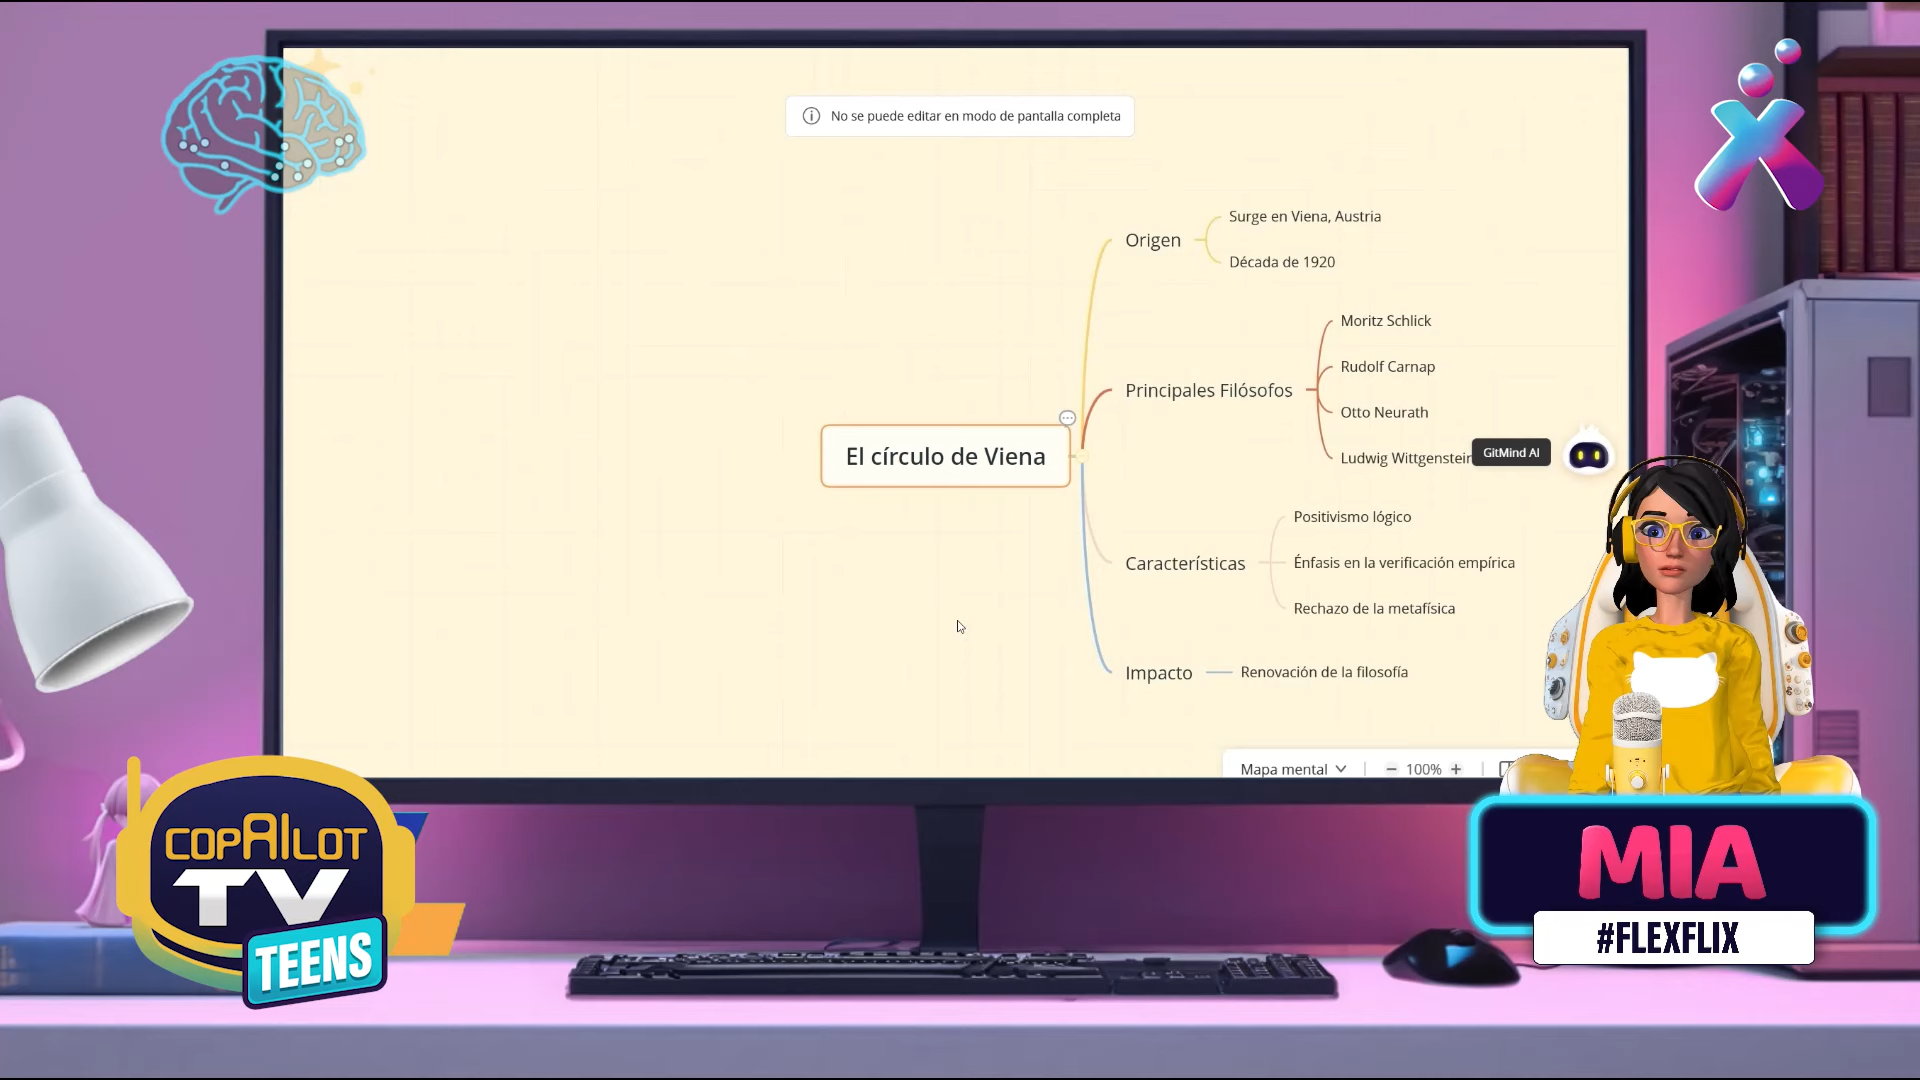 No se puede editar en modo de pantalla completa
Surge en Viena, Austria
Origen
Década de 1920
Moritz Schlick
Rudolf Carnap
Principales Filósofos
Otto Neurath
Ludwig Wittgenstein
GitMind AI
El círculo de Viena
Positivismo lógico
Características
Énfasis en la verificación empírica
Rechazo de la metafísica
Impacto
Renovación de la filosofía
Mapa mental
100%
COPAILOT
TV
TEENS
MIA
#FLEXFLIX